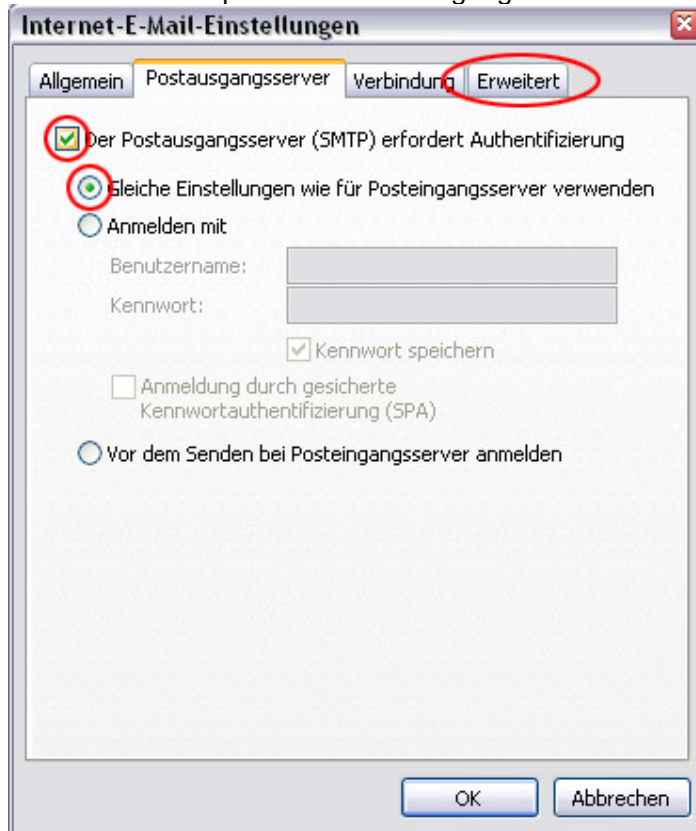 Internet-E-Mail-Einstellungen
Allgemein Postausgangsserver Verbindung Erweitert
Der Postausgangsserver (SMTP) erfordert Authentifizierung
Gleiche Einstellungen wie für Posteingangsserver verwenden
Anmelden mit
Benutzername:
Kennwort:
Kennwort speichern
Anmeldung durch gesicherte
Kennwortauthentifizierung (SPA)
Vor dem Senden bei Posteingangsserver anmelden
OK Abbrechen